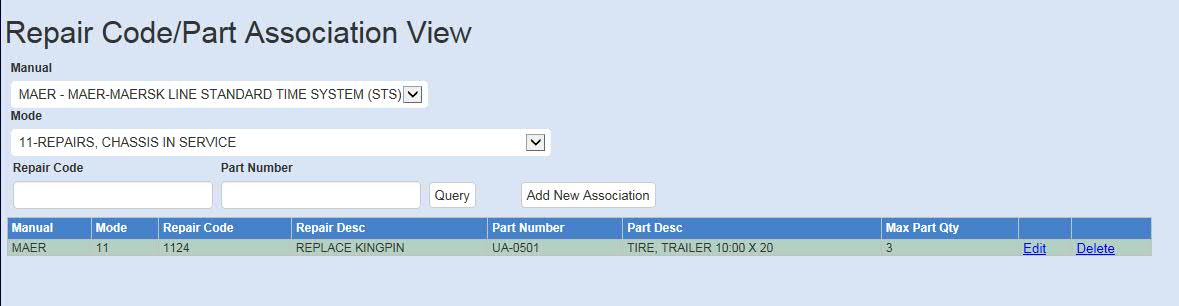 Repair Code/Part Association View
Manual
MAER - MAER-MAERSK LINE STANDARD TIME SYSTEM (STS)
Mode
11-REPAIRS, CHASSIS IN SERVICE
Repair Code Part Number
Query Add New Association
Manual Mode Repair Code Repair Desc Part Number Part Desc Max Part Qty
MAER 11 1124 REPLACE KINGPIN UA-0501 TIRE, TRAILER 10:00 X 20 3 Edit Delete